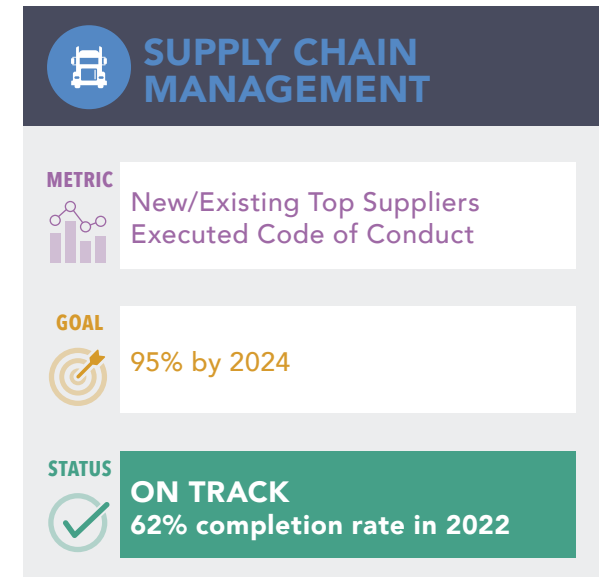 SUPPLY CHAIN
MANAGEMENT
METRIC
New/Existing Top Suppliers
Executed Code of Conduct
GOAL
95% by 2024
STATUS
ON TRACK
62% completion rate in 2022